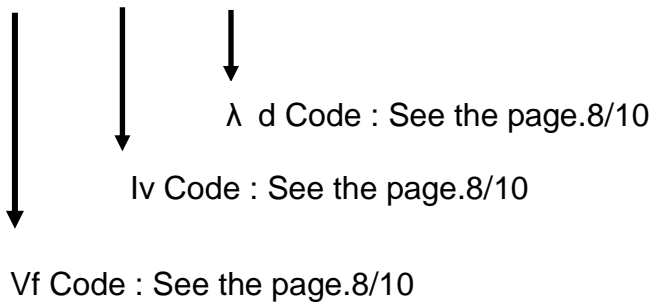 λ d Code : See the page.8/10
Iv Code : See the page.8/10
Vf Code : See the page.8/10